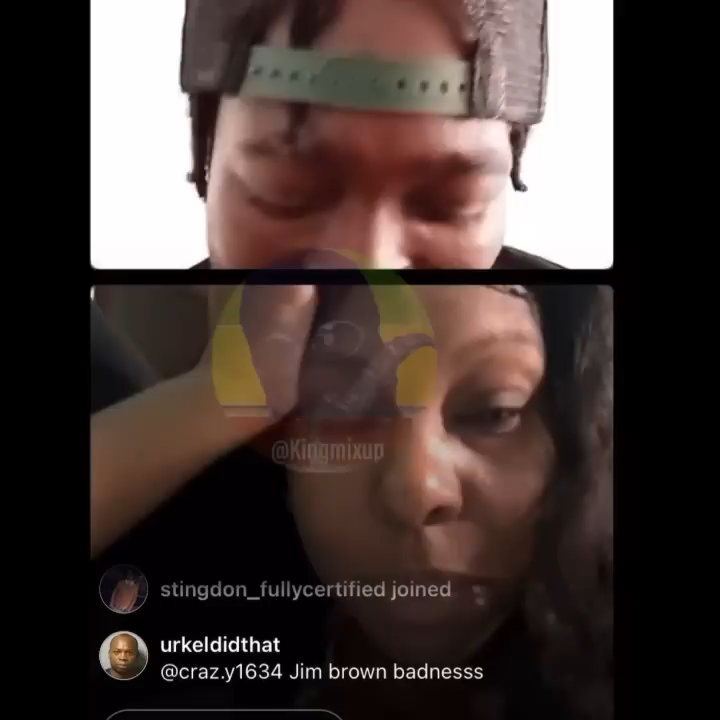 @Kingmixup
stingdon_fullycertified joined
urkeldidthat
@craz.y1634 Jim brown badnesss